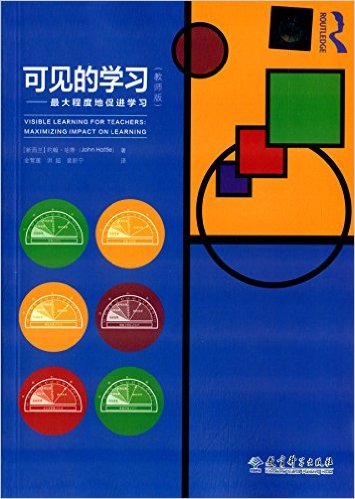 可见的学习
（教师版）
——最大程度地促进学习
VISIBLE LEARNING FOR TEACHERS:
MAXIMIZING IMPACT ON LEARNING
[新西兰] 约翰·哈蒂 (John Hattie) 著
金莺莲 洪超 裴新宁 译
ROUTLEDGE
教育科学出版社